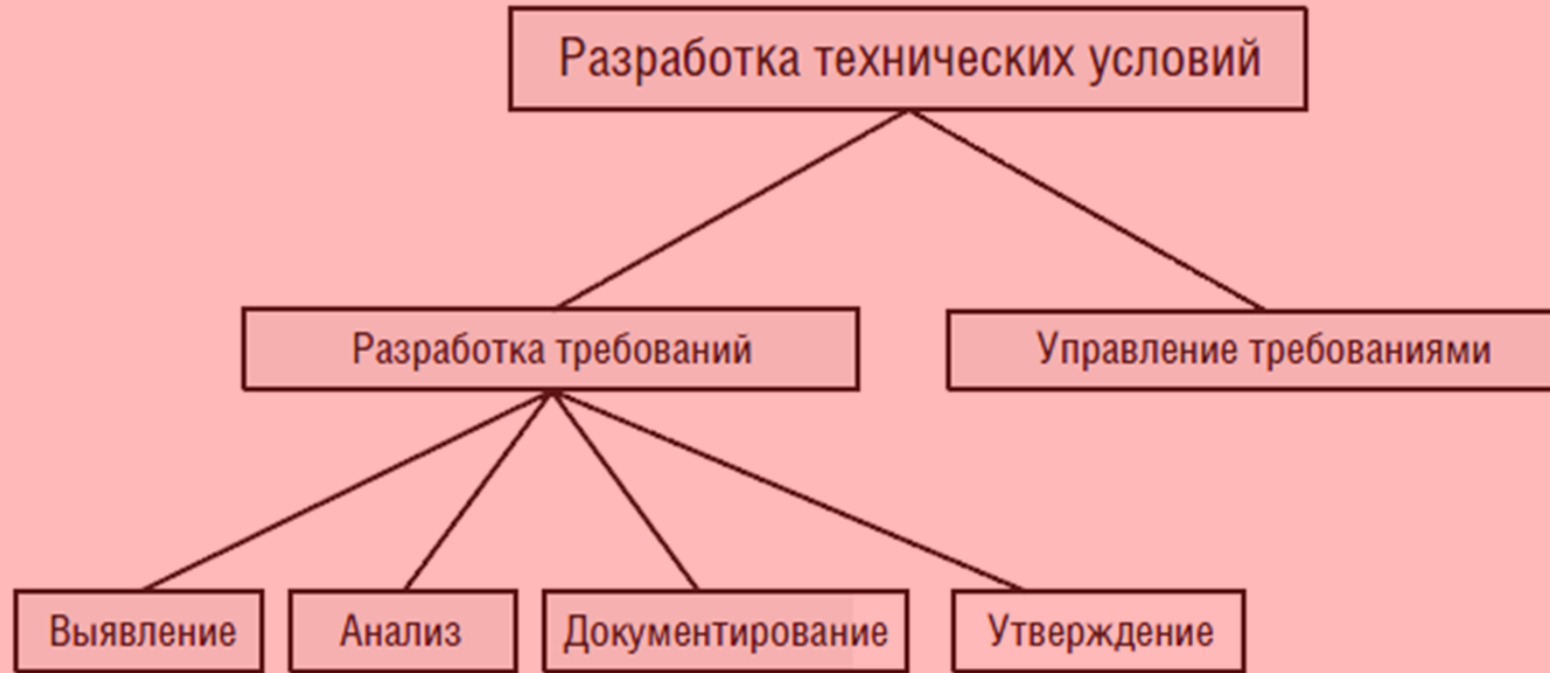 Разработка технических условий
Разработка требований
Управление требованиями
Выявление
Анализ
Документирование
Утверждение